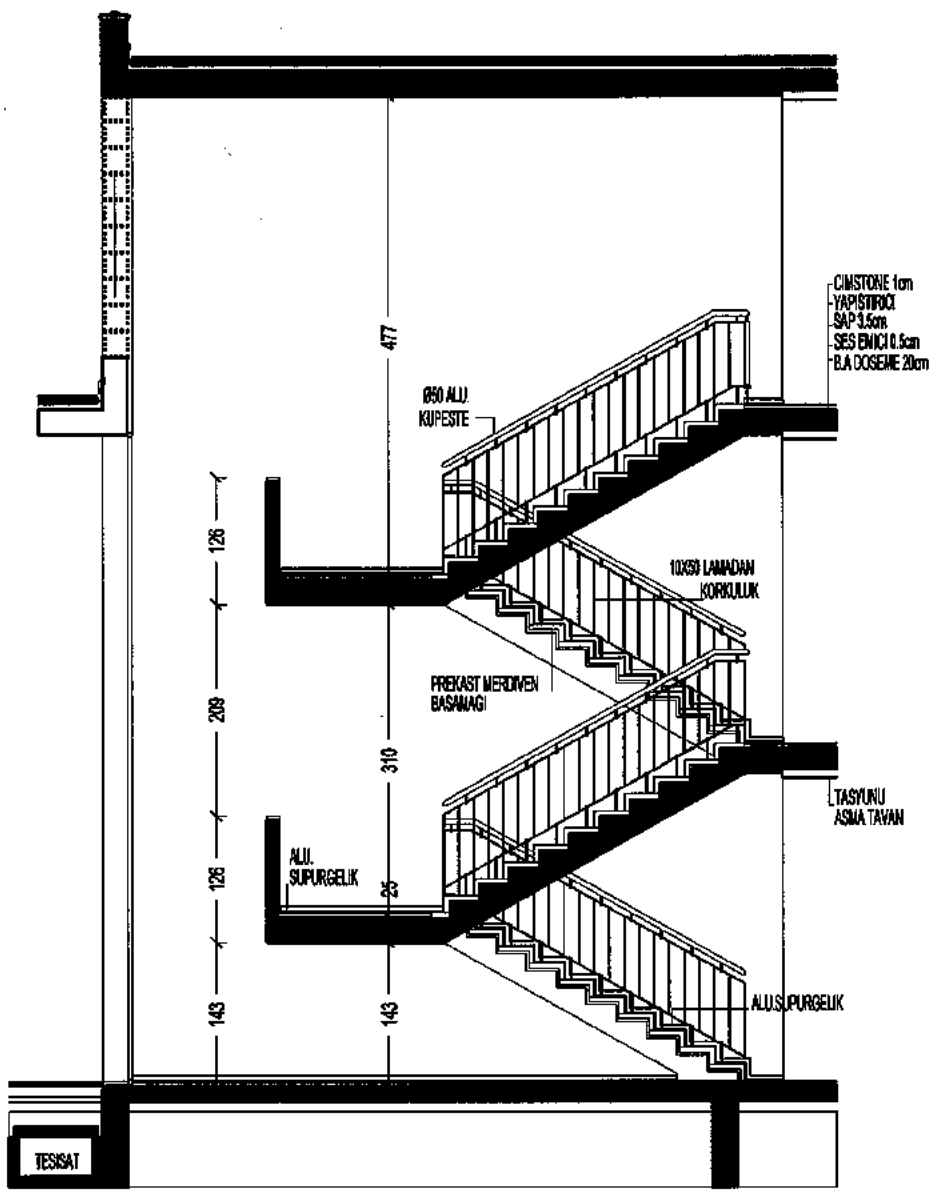 CIMSTONE 1cm
YAPISTIRICI
SAP 3.5cm
SES EMICI 0.5cm
B.A DOSEME 20cm
477
Ø50 ALU.
KUPESTE
126
10X50 LAMADAN
KORKULUK
PREKAST MERDIVEN
BASAMAGI
209
310
TASYUNU
ASMA TAVAN
ALU.
SUPURGELIK
126
25
143
143
ALU.SUPURGELIK
TESISAT